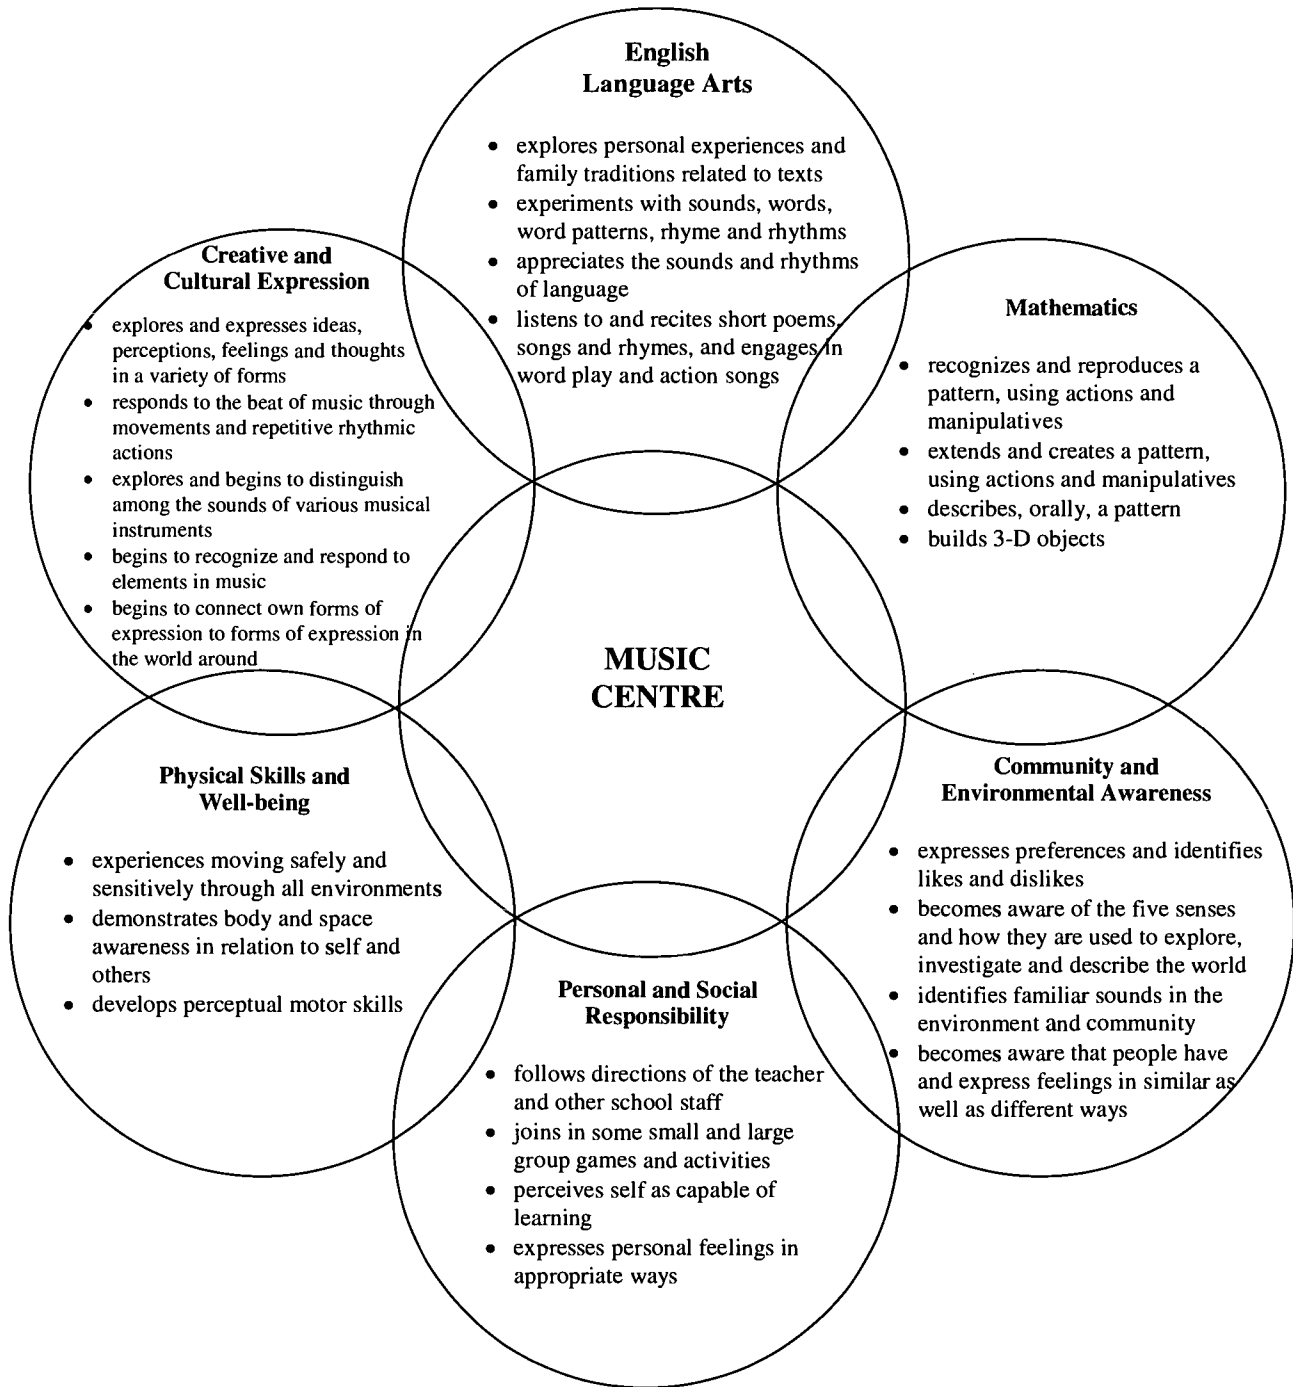 English
Language Arts
• explores personal experiences and
family traditions related to texts
• experiments with sounds, words,
word patterns, rhyme and rhythms
• appreciates the sounds and rhythms
of language
• listens to and recites short poems,
songs and rhymes, and engages in
word play and action songs
Creative and
Cultural Expression
• explores and expresses ideas,
perceptions, feelings and thoughts
in a variety of forms
• responds to the beat of music through
movements and repetitive rhythmic
actions
• explores and begins to distinguish
among the sounds of various musical
instruments
• begins to recognize and respond to
elements in music
• begins to connect own forms of
expression to forms of expression in
the world around
Mathematics
• recognizes and reproduces a
pattern, using actions and
manipulatives
• extends and creates a pattern,
using actions and manipulatives
• describes, orally, a pattern
• builds 3-D objects
MUSIC
CENTRE
Physical Skills and
Well-being
• experiences moving safely and
sensitively through all environments
• demonstrates body and space
awareness in relation to self and
others
• develops perceptual motor skills
Community and
Environmental Awareness
• expresses preferences and identifies
likes and dislikes
• becomes aware of the five senses
and how they are used to explore,
investigate and describe the world
• identifies familiar sounds in the
environment and community
• becomes aware that people have
and express feelings in similar as
well as different ways
Personal and Social
Responsibility
• follows directions of the teacher
and other school staff
• joins in some small and large
group games and activities
• perceives self as capable of
learning
• expresses personal feelings in
appropriate ways